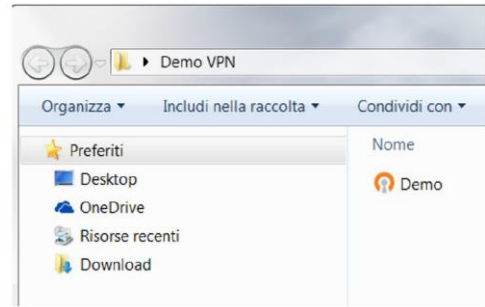 Demo VPN
Organizza Includi nella raccolta Condividi con
Preferiti
Desktop
OneDrive
Risorse recenti
Download
Nome
Demo